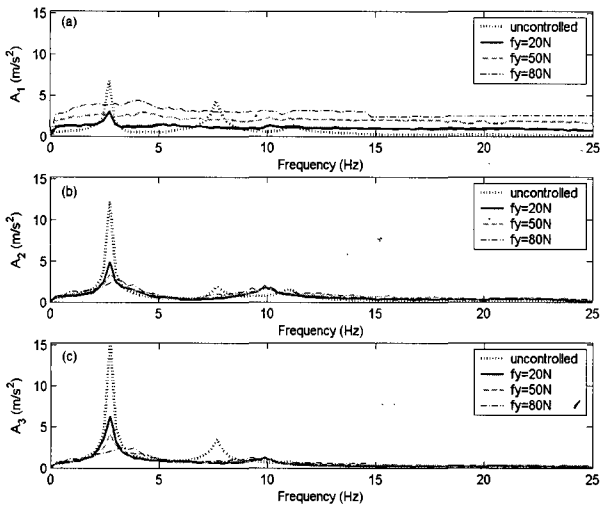 15
(a)
uncontrolled
fy=20N
fy=50N
fy=80N
10
A1 (m/s2)
5
0
0 5 10 15 20 25
Frequency (Hz)
15
(b)
uncontrolled
fy=20N
fy=50N
fy=80N
10
A2 (m/s2)
5
0
0 5 10 15 20 25
Frequency (Hz)
15
(c)
uncontrolled
fy=20N
fy=50N
fy=80N
10
A3 (m/s2)
5
0
0 5 10 15 20 25
Frequency (Hz)